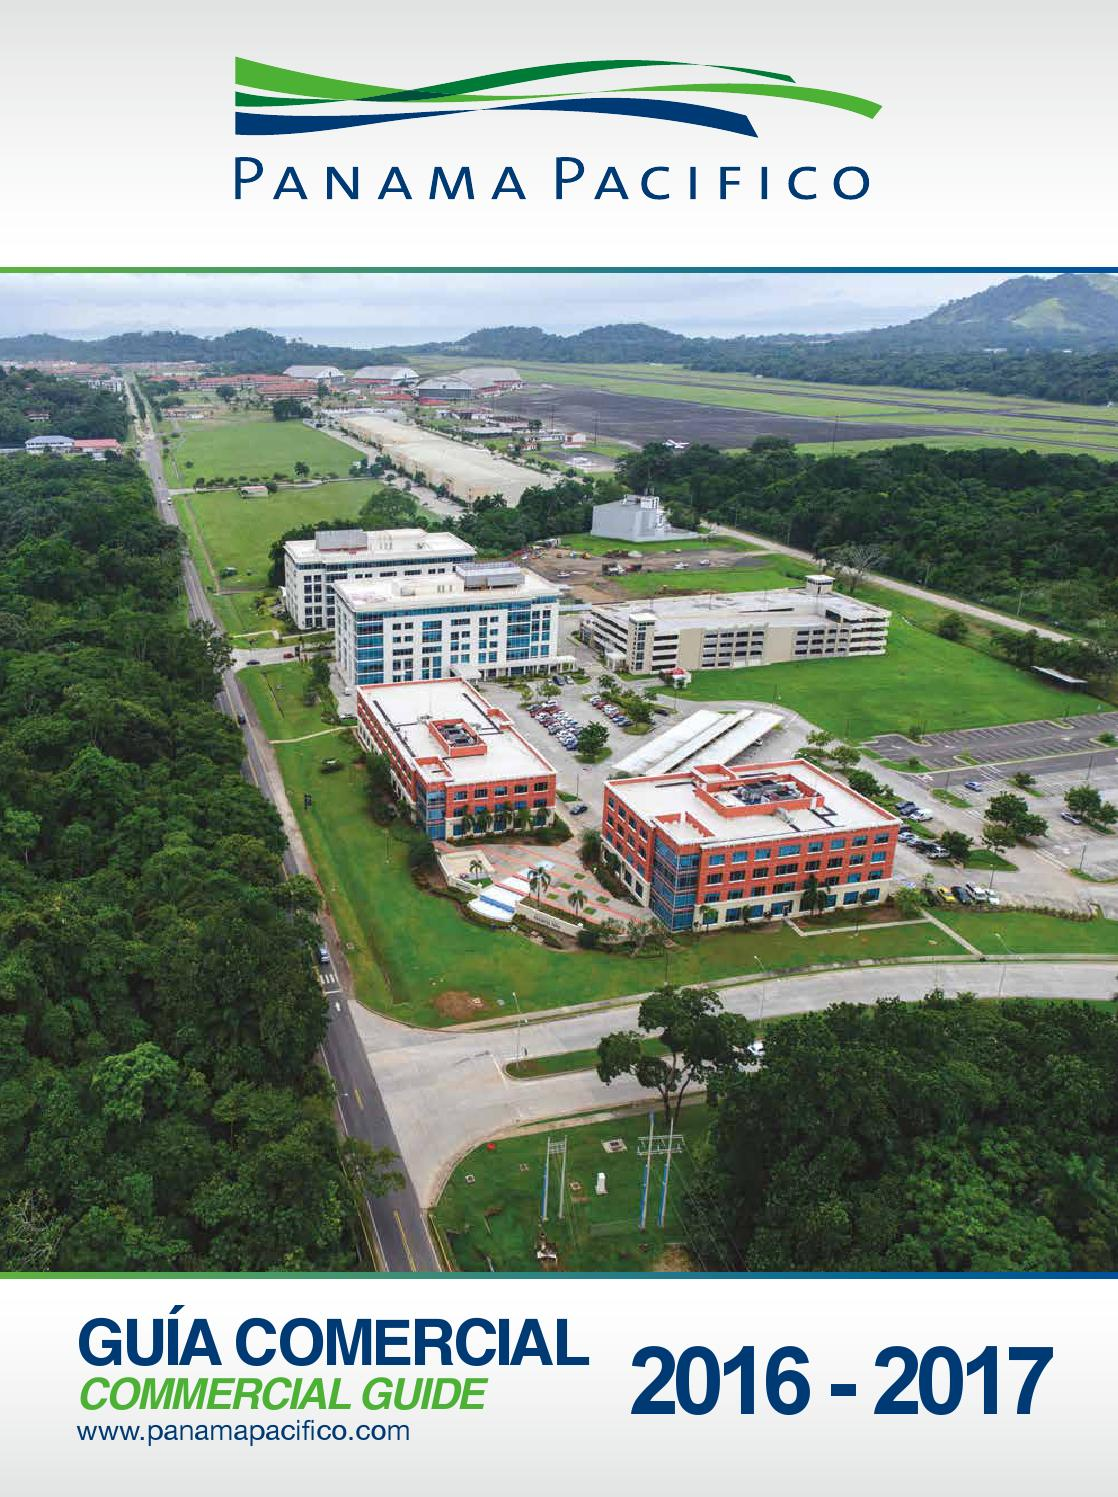 PANAMA PACIFICO
GUÍA COMERCIAL
COMMERCIAL GUIDE
www.panamapacifico.com
2016 - 2017